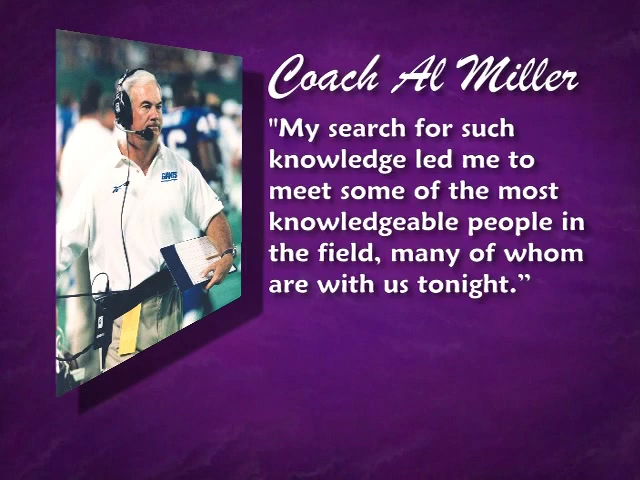 Coach Al Miller
"My search for such
knowledge led me to
meet some of the most
knowledgeable people in
the field, many of whom
are with us tonight.”
GIANTS